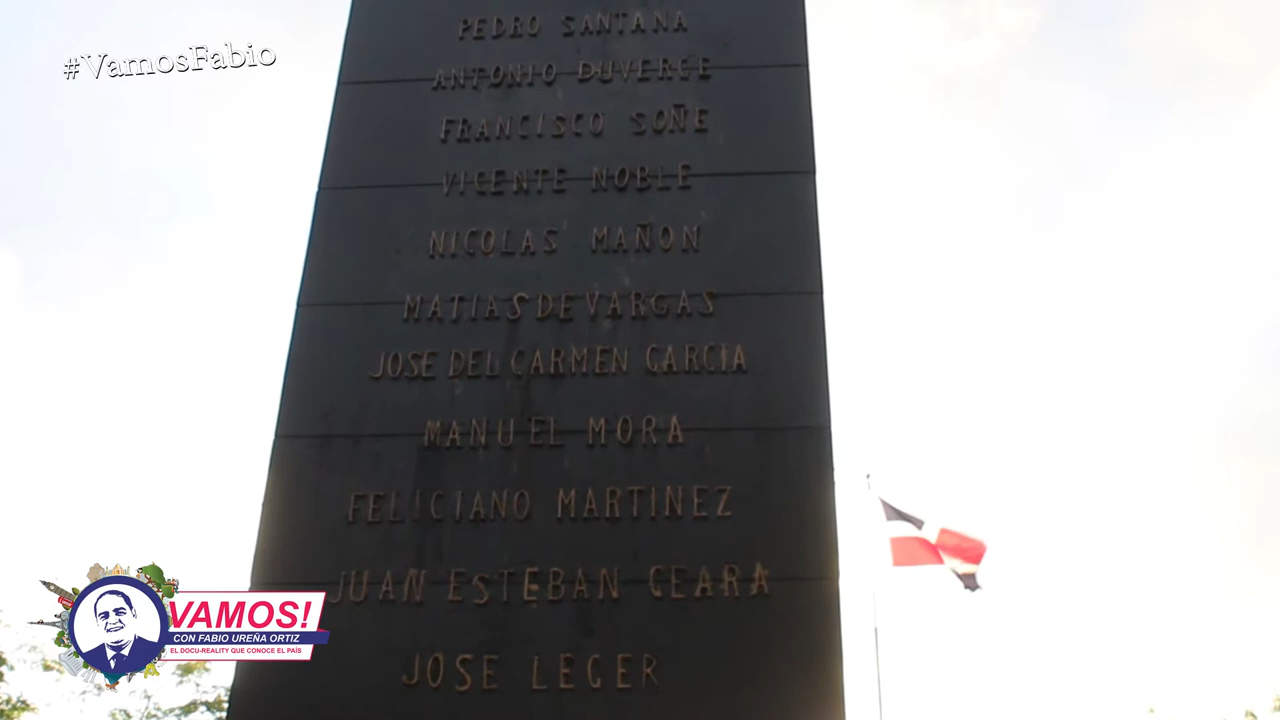 #VamosFabio
PEDRO SANTANA
ANTONIO DUVERGE
FRANCISCO SOÑE
VICENTE NOBLE
NICOLAS MAÑON
MATIAS DE VARGAS
JOSE DEL CARMEN GARCIA
MANUEL MORA
FELICIANO MARTINEZ
JUAN ESTEBAN CEARA
JOSE LEGER
VAMOS!
CON FABIO UREÑA ORTIZ
EL DOCU-REALITY QUE CONOCE EL PAÍS